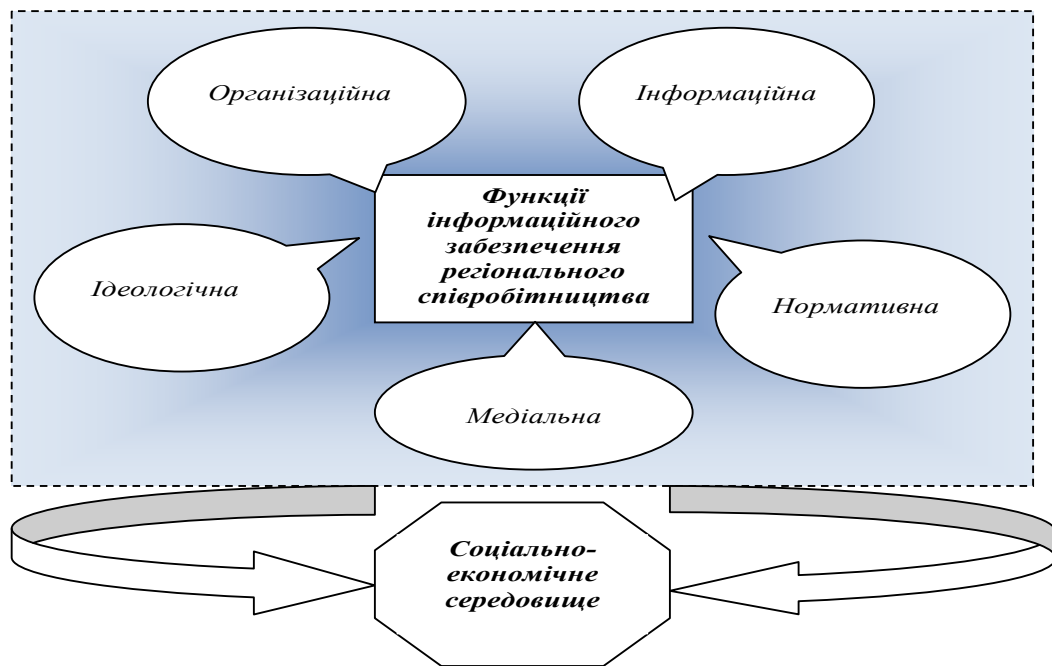 Організаційна
Інформаційна
Функції
інформаційного
забезпечення
регіонального
співробітництва
Ідеологічна
Нормативна
Медіальна
Соціально-
економічне
середовище